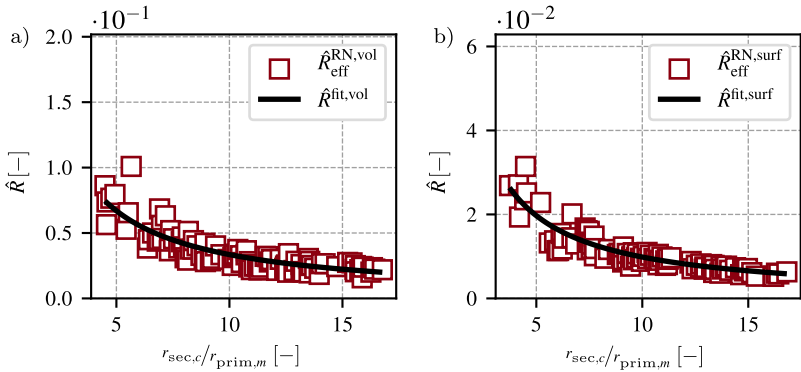 a)
·10⁻¹
2.0
1.5
1.0
0.5
0.0
R̂ [−]
R̂_eff^RN,vol
R̂^fit,vol
5 10 15
r_sec,c/r_prim,m [−]
b)
·10⁻²
6
4
2
0
R̂ [−]
R̂_eff^RN,surf
R̂^fit,surf
5 10 15
r_sec,c/r_prim,m [−]